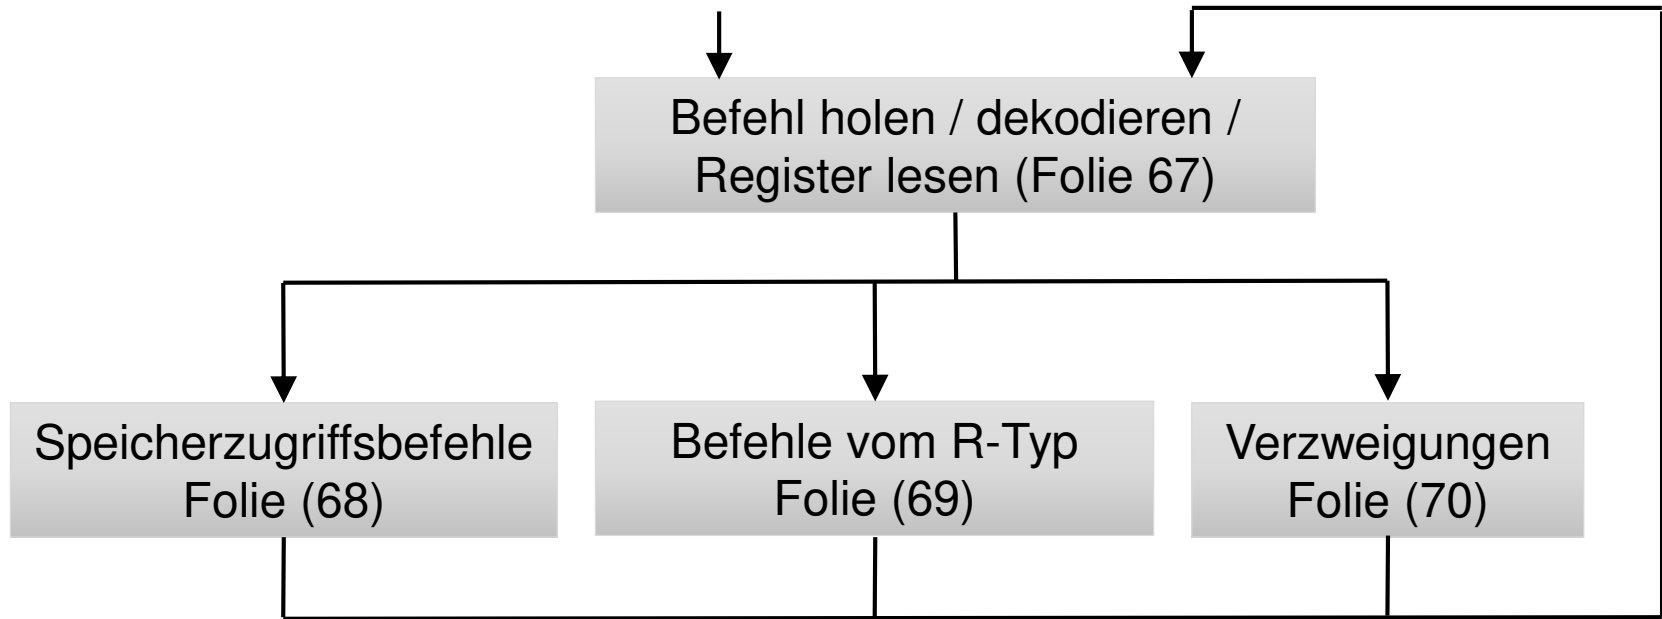 Befehl holen / dekodieren /
Register lesen (Folie 67)
Speicherzugriffsbefehle
Folie (68)
Befehle vom R-Typ
Folie (69)
Verzweigungen
Folie (70)